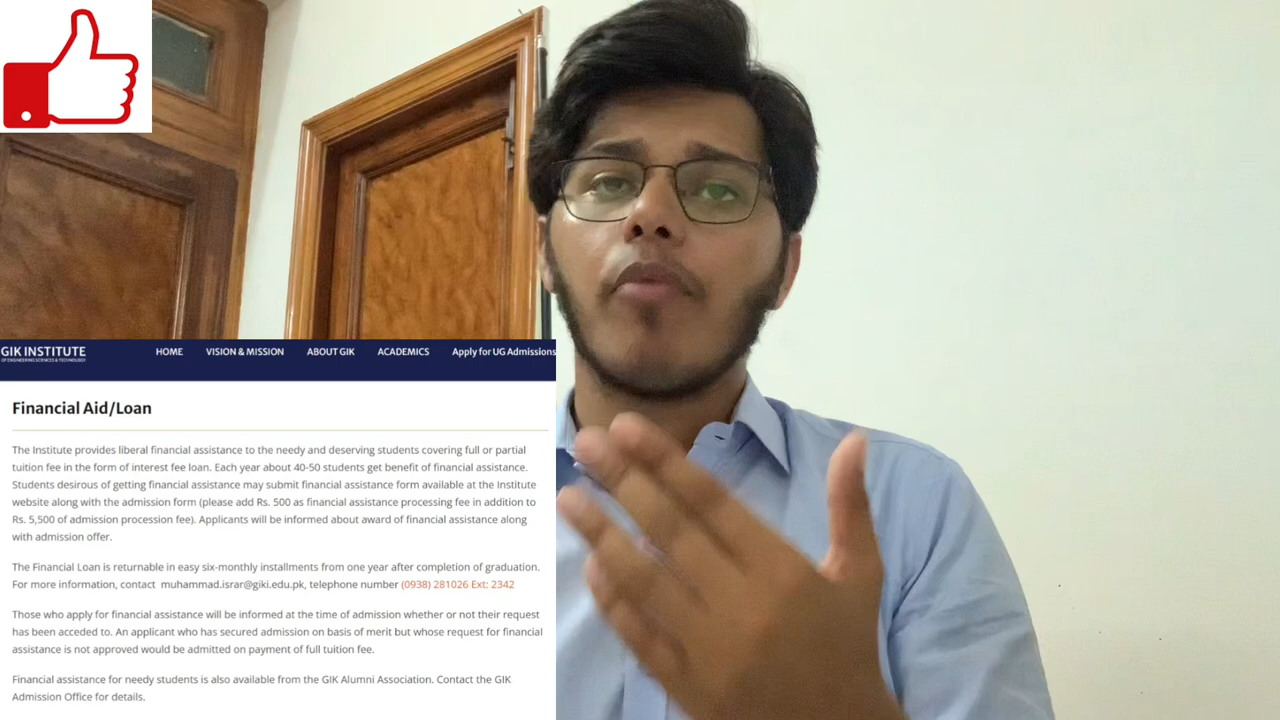 GIK INSTITUTE
OF ENGINEERING SCIENCES & TECHNOLOGY
HOME VISION & MISSION ABOUT GIK ACADEMICS Apply for UG Admissions
Financial Aid/Loan
The Institute provides liberal financial assistance to the needy and deserving students covering full or partial
tuition fee in the form of interest fee loan. Each year about 40-50 students get benefit of financial assistance.
Students desirous of getting financial assistance may submit financial assistance form available at the Institute
website along with the admission form (please add Rs. 500 as financial assistance processing fee in addition to
Rs. 5,500 of admission procession fee). Applicants will be informed about award of financial assistance along
with admission offer.
The Financial Loan is returnable in easy six-monthly installments from one year after completion of graduation.
For more information, contact muhammad.israr@giki.edu.pk, telephone number (0938) 281026 Ext: 2342
Those who apply for financial assistance will be informed at the time of admission whether or not their request
has been acceded to. An applicant who has secured admission on basis of merit but whose request for financial
assistance is not approved would be admitted on payment of full tuition fee.
Financial assistance for needy students is also available from the GIK Alumni Association. Contact the GIK
Admission Office for details.